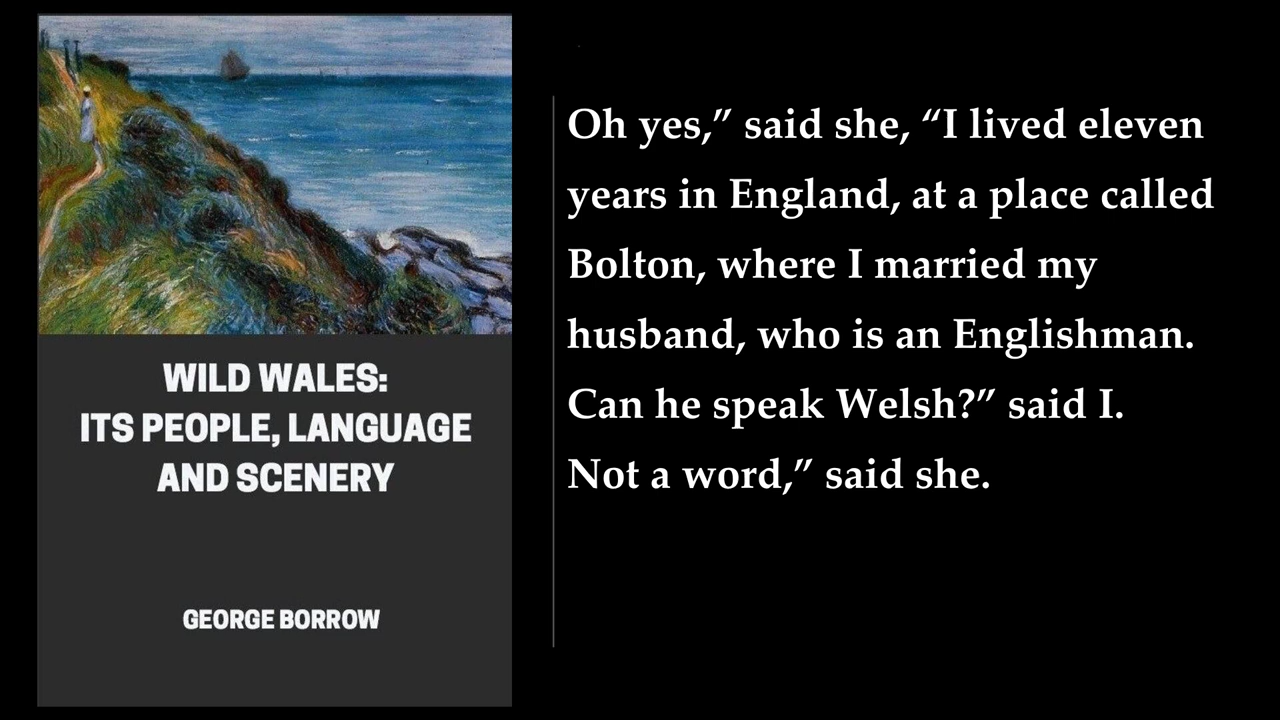 WILD WALES:
ITS PEOPLE, LANGUAGE
AND SCENERY
GEORGE BORROW
Oh yes,” said she, “I lived eleven
years in England, at a place called
Bolton, where I married my
husband, who is an Englishman.
Can he speak Welsh?” said I.
Not a word,” said she.